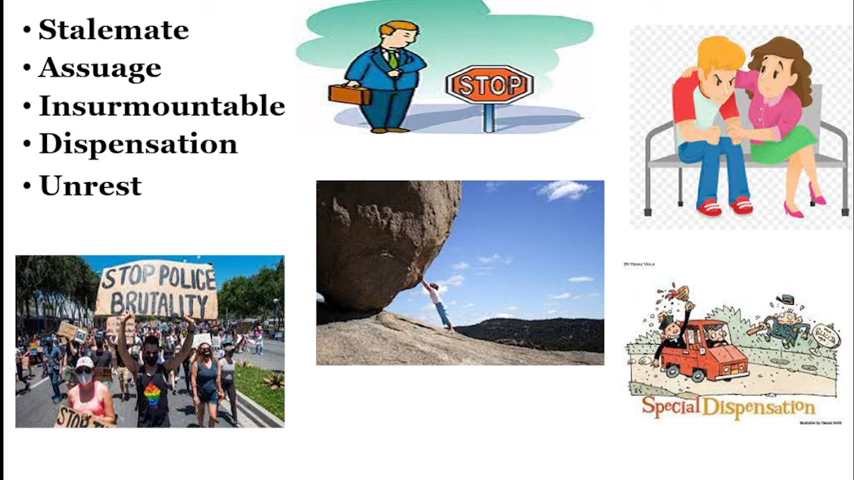 • Stalemate
• Assuage
• Insurmountable
• Dispensation
• Unrest
STOP
STOP POLICE
BRUTALITY
STOP
Special Dispensation